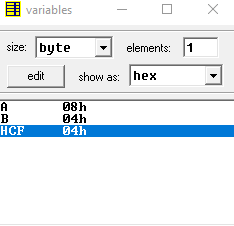 variables
size: byte elements: 1
edit show as: hex
A 08h
B 04h
HCF 04h